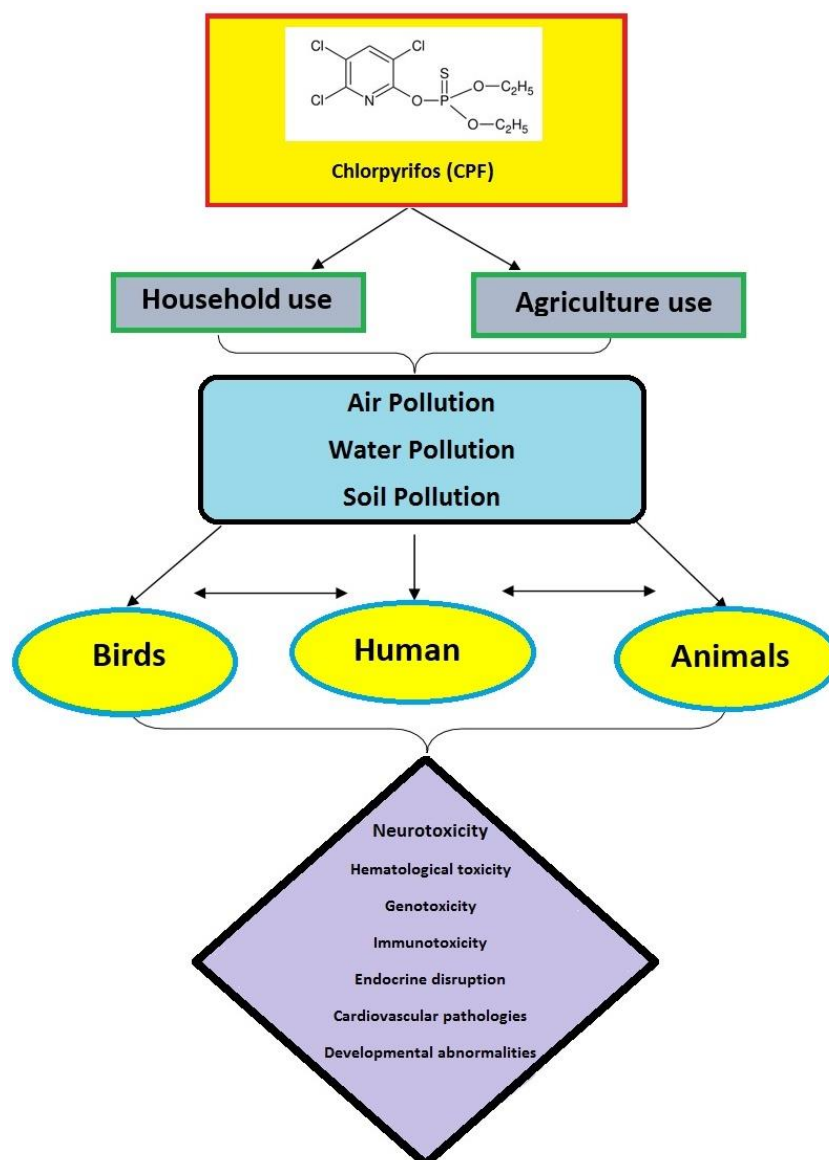 Cl
Cl
S
Cl
N
O
P
O—C2H5
O—C2H5
Chlorpyrifos (CPF)
Household use
Agriculture use
Air Pollution
Water Pollution
Soil Pollution
Birds
Human
Animals
Neurotoxicity
Hematological toxicity
Genotoxicity
Immunotoxicity
Endocrine disruption
Cardiovascular pathologies
Developmental abnormalities